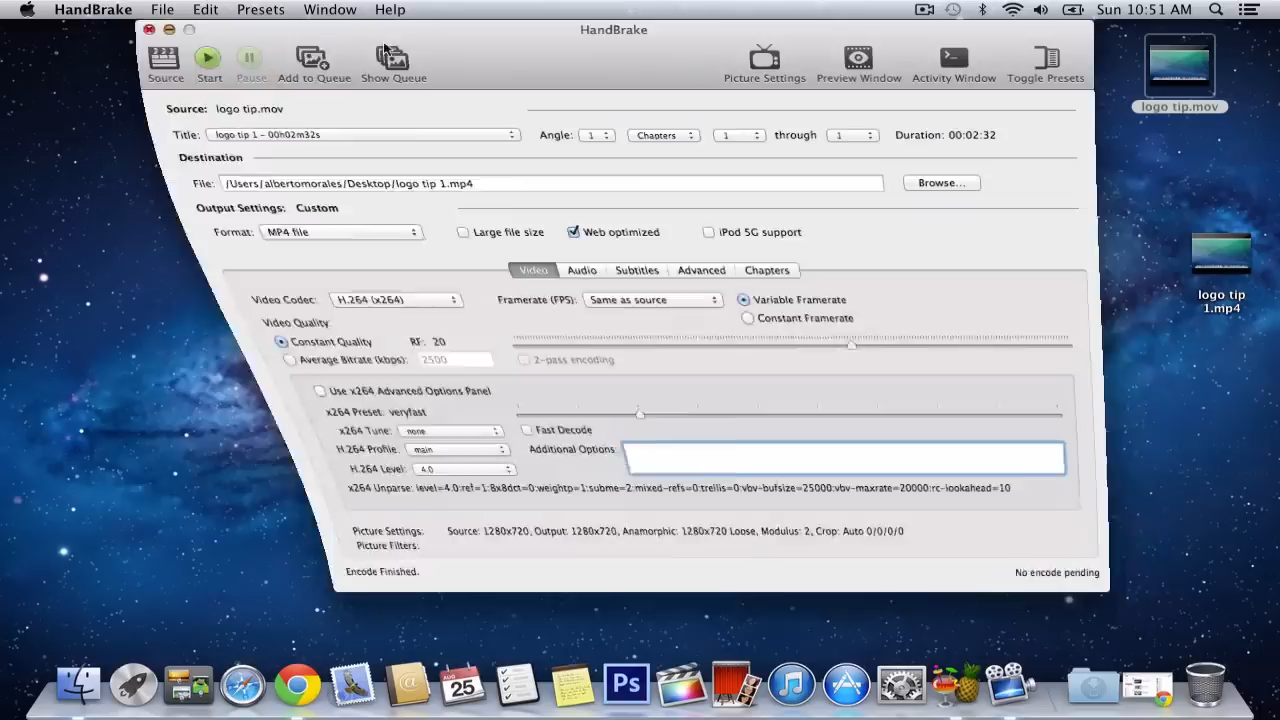 HandBrake File Edit Presets Window Help Sun 10:51 AM
HandBrake
Source Start Pause Add to Queue Show Queue Picture Settings Preview Window Activity Window Toggle Presets
Source: logo tip.mov
Title: logo tip 1 - 00h02m32s Angle: 1 Chapters 1 through 1 Duration: 00:02:32
Destination
File: /Users/albertomorales/Desktop/logo tip 1.mp4 Browse...
Output Settings: Custom
Format: MP4 file Large file size Web optimized iPod 5G support
Video Audio Subtitles Advanced Chapters
Video Codec: H.264 (x264) Framerate (FPS): Same as source Variable Framerate
Constant Framerate
Video Quality:
Constant Quality RF: 20
Average Bitrate (kbps): 2500 2-pass encoding
Use x264 Advanced Options Panel
x264 Preset: veryfast
x264 Tune: none Fast Decode
H.264 Profile: main Additional Options:
H.264 Level: 4.0
x264 Unparse: level=4.0:ref=1:8x8dct=0:weightp=1:subme=2:mixed-refs=0:trellis=0:vbv-bufsize=25000:vbv-maxrate=20000:rc-lookahead=10
Picture Settings: Source: 1280x720, Output: 1280x720, Anamorphic: 1280x720 Loose, Modulus: 2, Crop: Auto 0/0/0/0
Picture Filters:
Encode Finished. No encode pending
logo tip.mov
logo tip
1.mp4
AUG
25
Ps